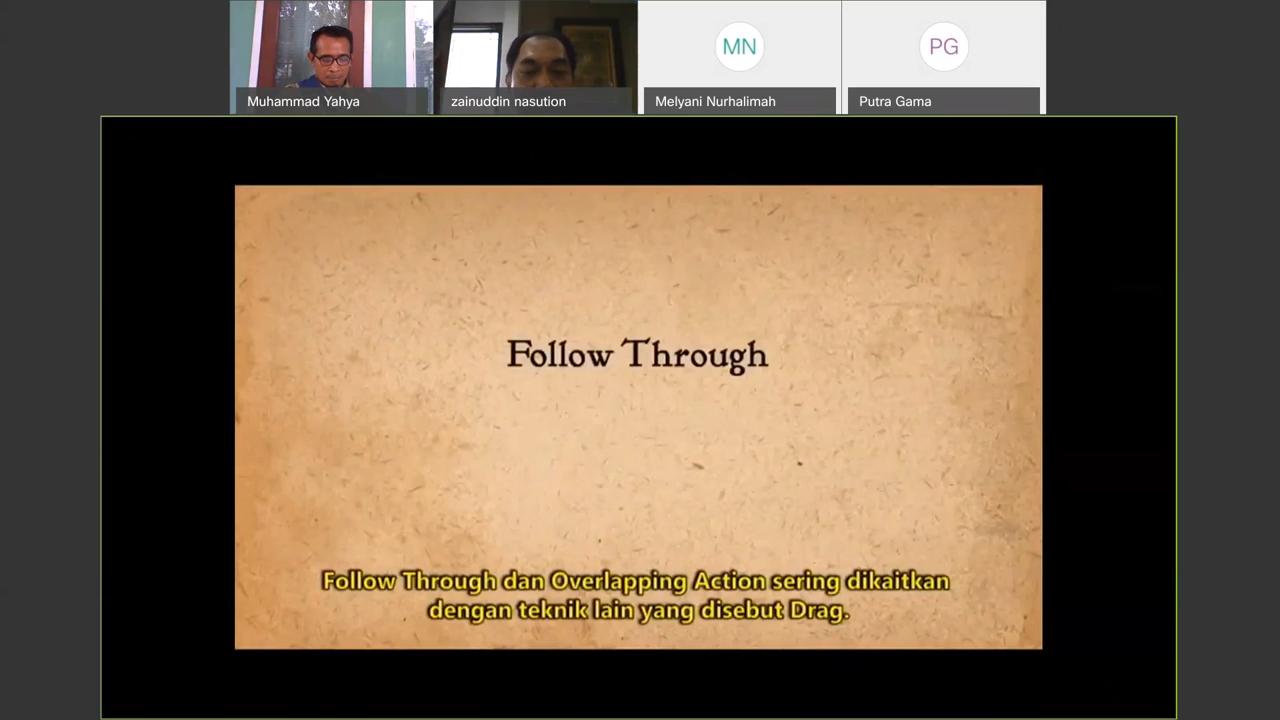 MN
PG
Muhammad Yahya
zainuddin nasution
Melyani Nurhalimah
Putra Gama
Follow Through
Follow Through dan Overlapping Action sering dikaitkan
dengan teknik lain yang disebut Drag.